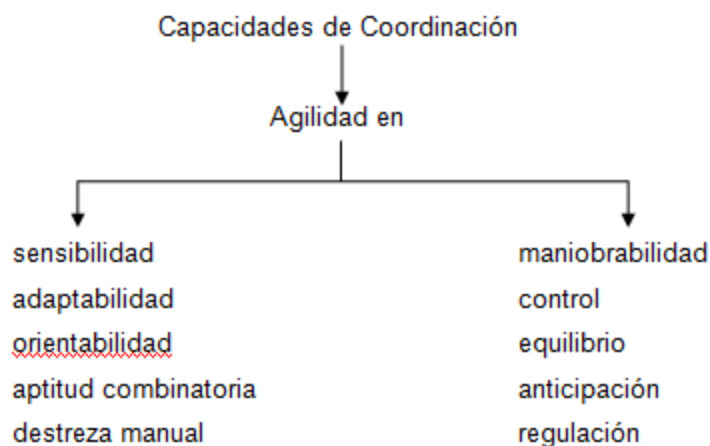 Capacidades de Coordinación
Agilidad en
sensibilidad
adaptabilidad
orientabilidad
aptitud combinatoria
destreza manual
maniobrabilidad
control
equilibrio
anticipación
regulación